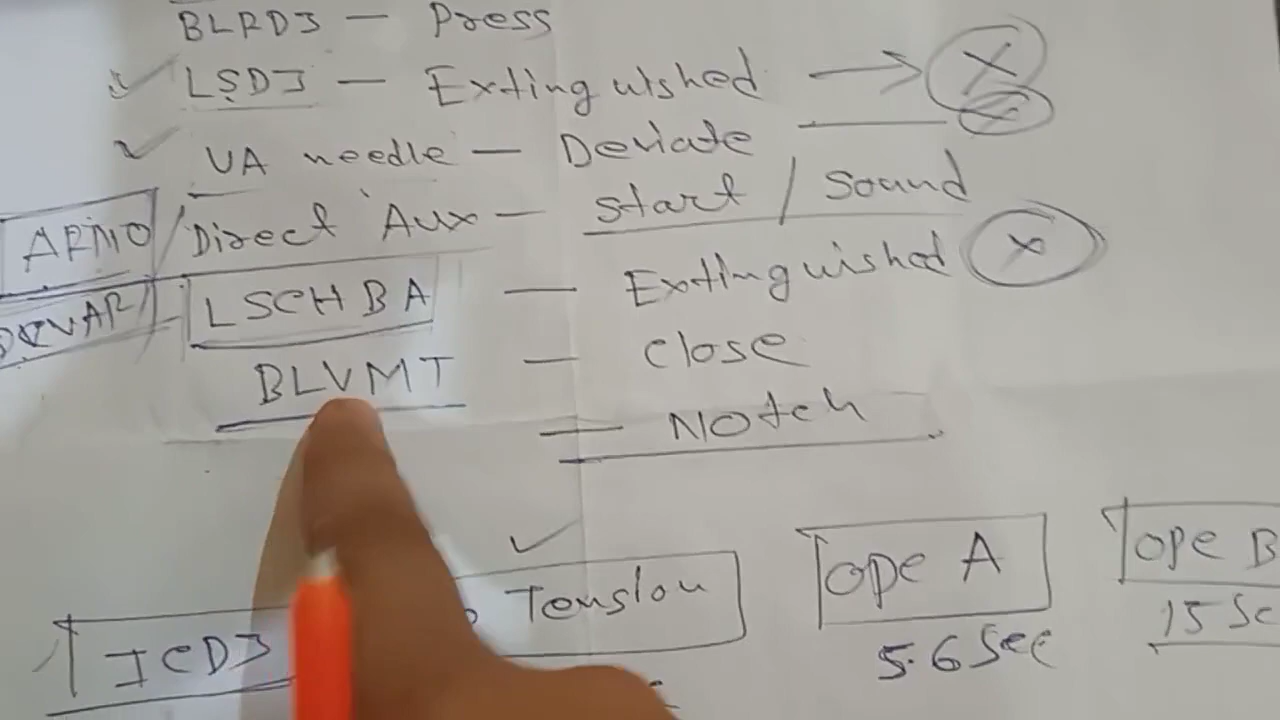 BLRDJ — Press
LSDJ — Extinguished → X
UA needle — Deviate
ARNO / Direct Aux — start / Sound
LSCHBA — Extinguished X
BLVMT — close
— Notch
ICDJ Tension ope A ope B
5.6 Sec 15 Sec